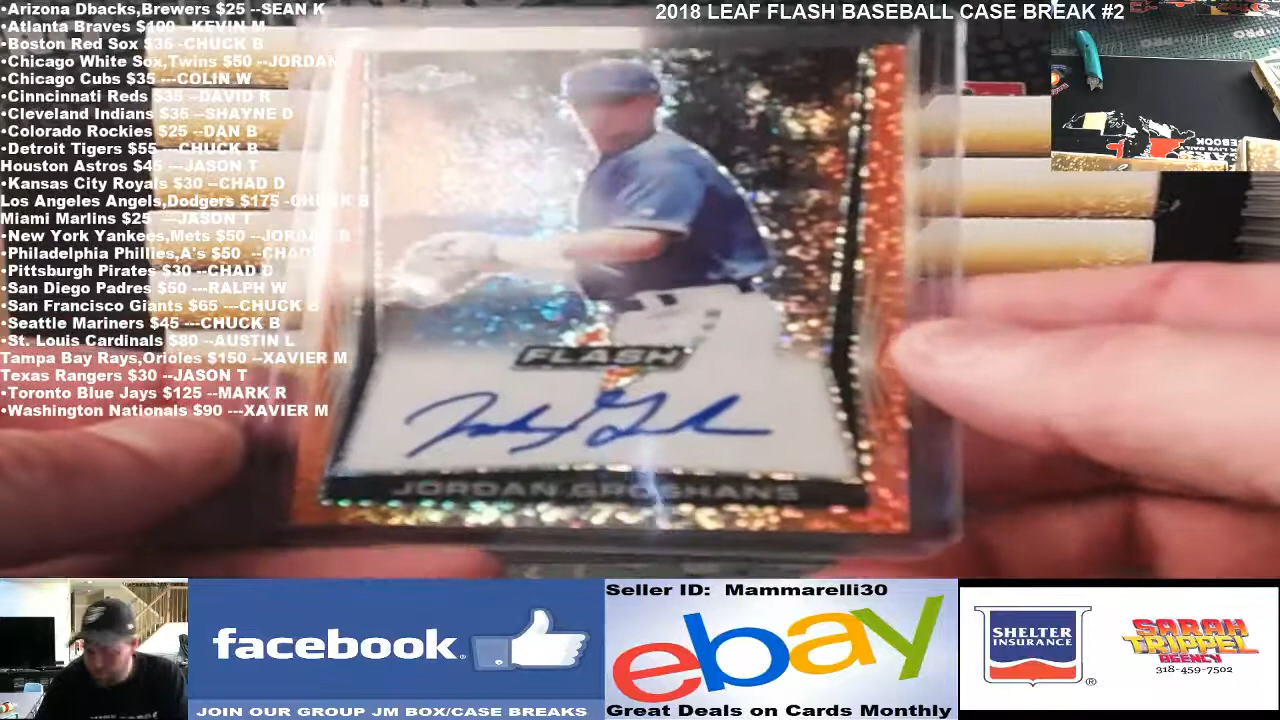 2018 LEAF FLASH BASEBALL CASE BREAK #2
•Arizona Dbacks,Brewers $25 --SEAN K
•Atlanta Braves $100 --KEVIN M
•Boston Red Sox $35 -CHUCK B
•Chicago White Sox,Twins $50 --JORDAN
•Chicago Cubs $35 ---COLIN W
•Cinncinnati Reds $35 --DAVID R
•Cleveland Indians $35 --SHAYNE D
•Colorado Rockies $25 --DAN B
•Detroit Tigers $55 ---CHUCK B
Houston Astros $45 ---JASON T
•Kansas City Royals $30 --CHAD D
Los Angeles Angels,Dodgers $175 -CHUCK B
Miami Marlins $25 ---JASON T
•New York Yankees,Mets $50 --JORDAN B
•Philadelphia Phillies,A's $50 --CHAD
•Pittsburgh Pirates $30 --CHAD D
•San Diego Padres $50 ---RALPH W
•San Francisco Giants $65 ---CHUCK B
•Seattle Mariners $45 ---CHUCK B
•St. Louis Cardinals $80 --AUSTIN L
Tampa Bay Rays,Orioles $150 --XAVIER M
Texas Rangers $30 --JASON T
•Toronto Blue Jays $125 --MARK R
•Washington Nationals $90 ---XAVIER M
FLASH
JORDAN GROSHANS
facebook
JOIN OUR GROUP JM BOX/CASE BREAKS
Seller ID: Mammarelli30
ebay
Great Deals on Cards Monthly
SHELTER
INSURANCE
®
SARAH
TRIPPEL
AGENCY
318-459-7502